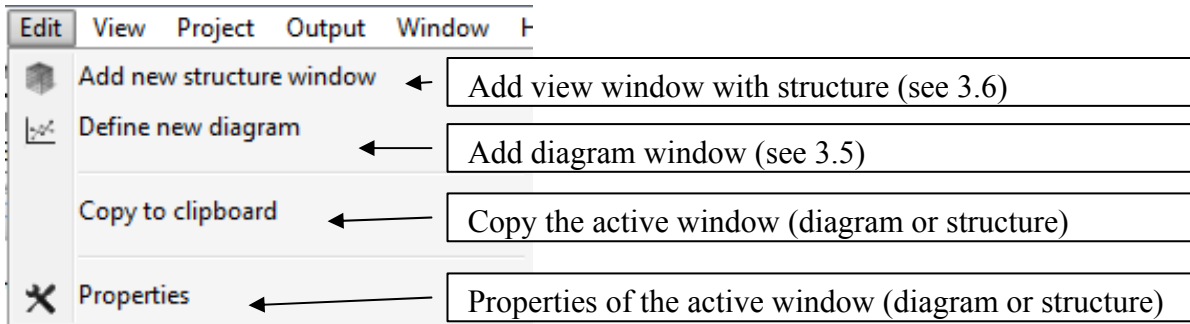 Edit View Project Output Window
Add new structure window
Add view window with structure (see 3.6)
Define new diagram
Add diagram window (see 3.5)
Copy to clipboard
Copy the active window (diagram or structure)
Properties
Properties of the active window (diagram or structure)